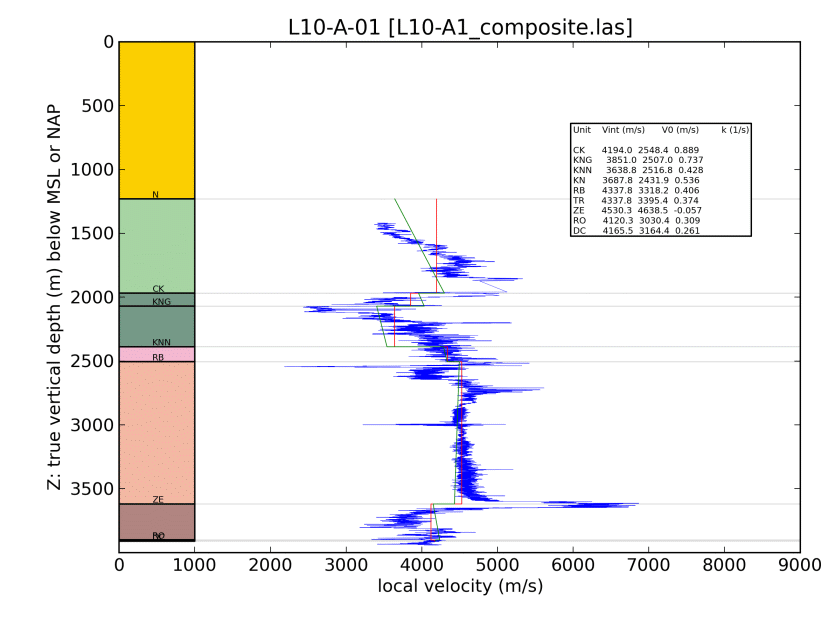 L10-A-01 [L10-A1_composite.las]
Z: true vertical depth (m) below MSL or NAP
0
500
1000
1500
2000
2500
3000
3500
N
CK
KNG
KNN
RB
ZE
RO
Unit Vint (m/s) V0 (m/s) k (1/s)
CK 4194.0 2548.4 0.889
KNG 3851.0 2507.0 0.737
KNN 3638.8 2516.8 0.428
KN 3687.8 2431.9 0.536
RB 4337.8 3318.2 0.406
TR 4337.8 3395.4 0.374
ZE 4530.3 4638.5 -0.057
RO 4120.3 3030.4 0.309
DC 4165.5 3164.4 0.261
0 1000 2000 3000 4000 5000 6000 7000 8000 9000
local velocity (m/s)